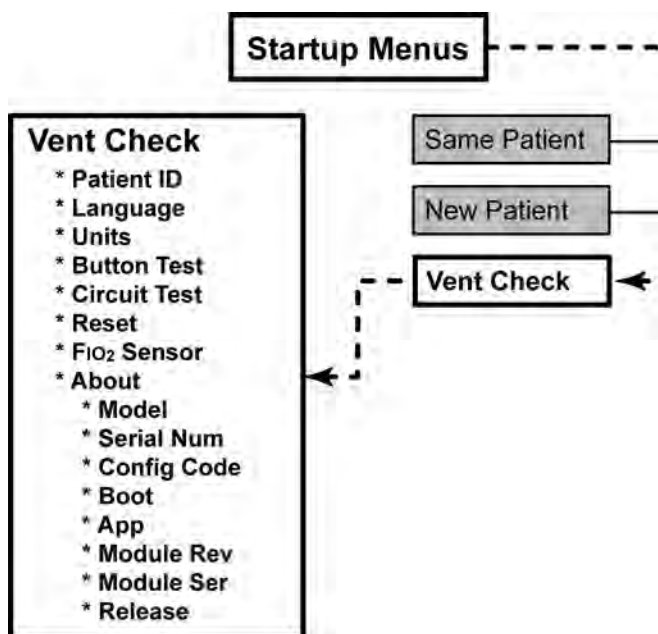 Startup Menus
Vent Check
* Patient ID
* Language
* Units
* Button Test
* Circuit Test
* Reset
* FIO2 Sensor
* About
* Model
* Serial Num
* Config Code
* Boot
* App
* Module Rev
* Module Ser
* Release
Same Patient
New Patient
Vent Check